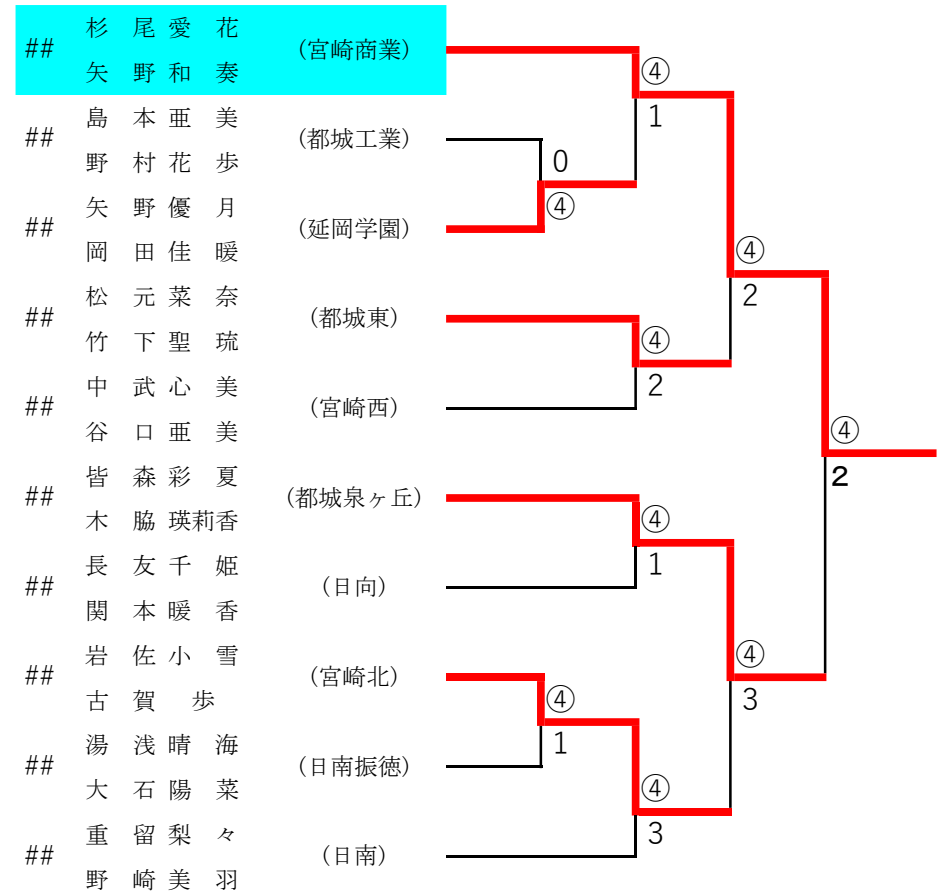 ## 杉尾愛花 矢野和奏 (宮崎商業)
④
1
## 島本亜美 野村花歩 (都城工業)
0
④
## 矢野優月 岡田佳暖 (延岡学園)
④
2
## 松元菜奈 竹下聖琉 (都城東)
④
2
## 中武心美 谷口亜美 (宮崎西)
④
2
## 皆森彩夏 木脇瑛莉香 (都城泉ヶ丘)
④
1
## 長友千姫 関本暖香 (日向)
④
3
## 岩佐小雪 古賀歩 (宮崎北)
④
1
## 湯浅晴海 大石陽菜 (日南振徳)
④
3
## 重留梨々 野崎美羽 (日南)